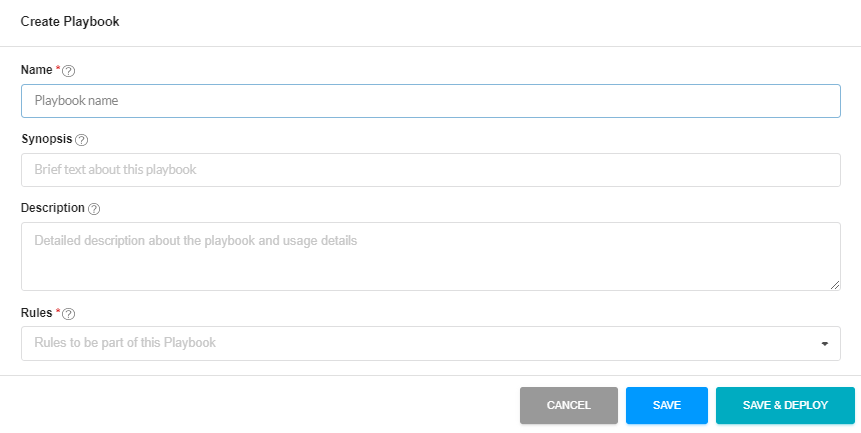 Create Playbook
Name * ?
Playbook name
Synopsis ?
Brief text about this playbook
Description ?
Detailed description about the playbook and usage details
Rules * ?
Rules to be part of this Playbook
CANCEL SAVE SAVE & DEPLOY